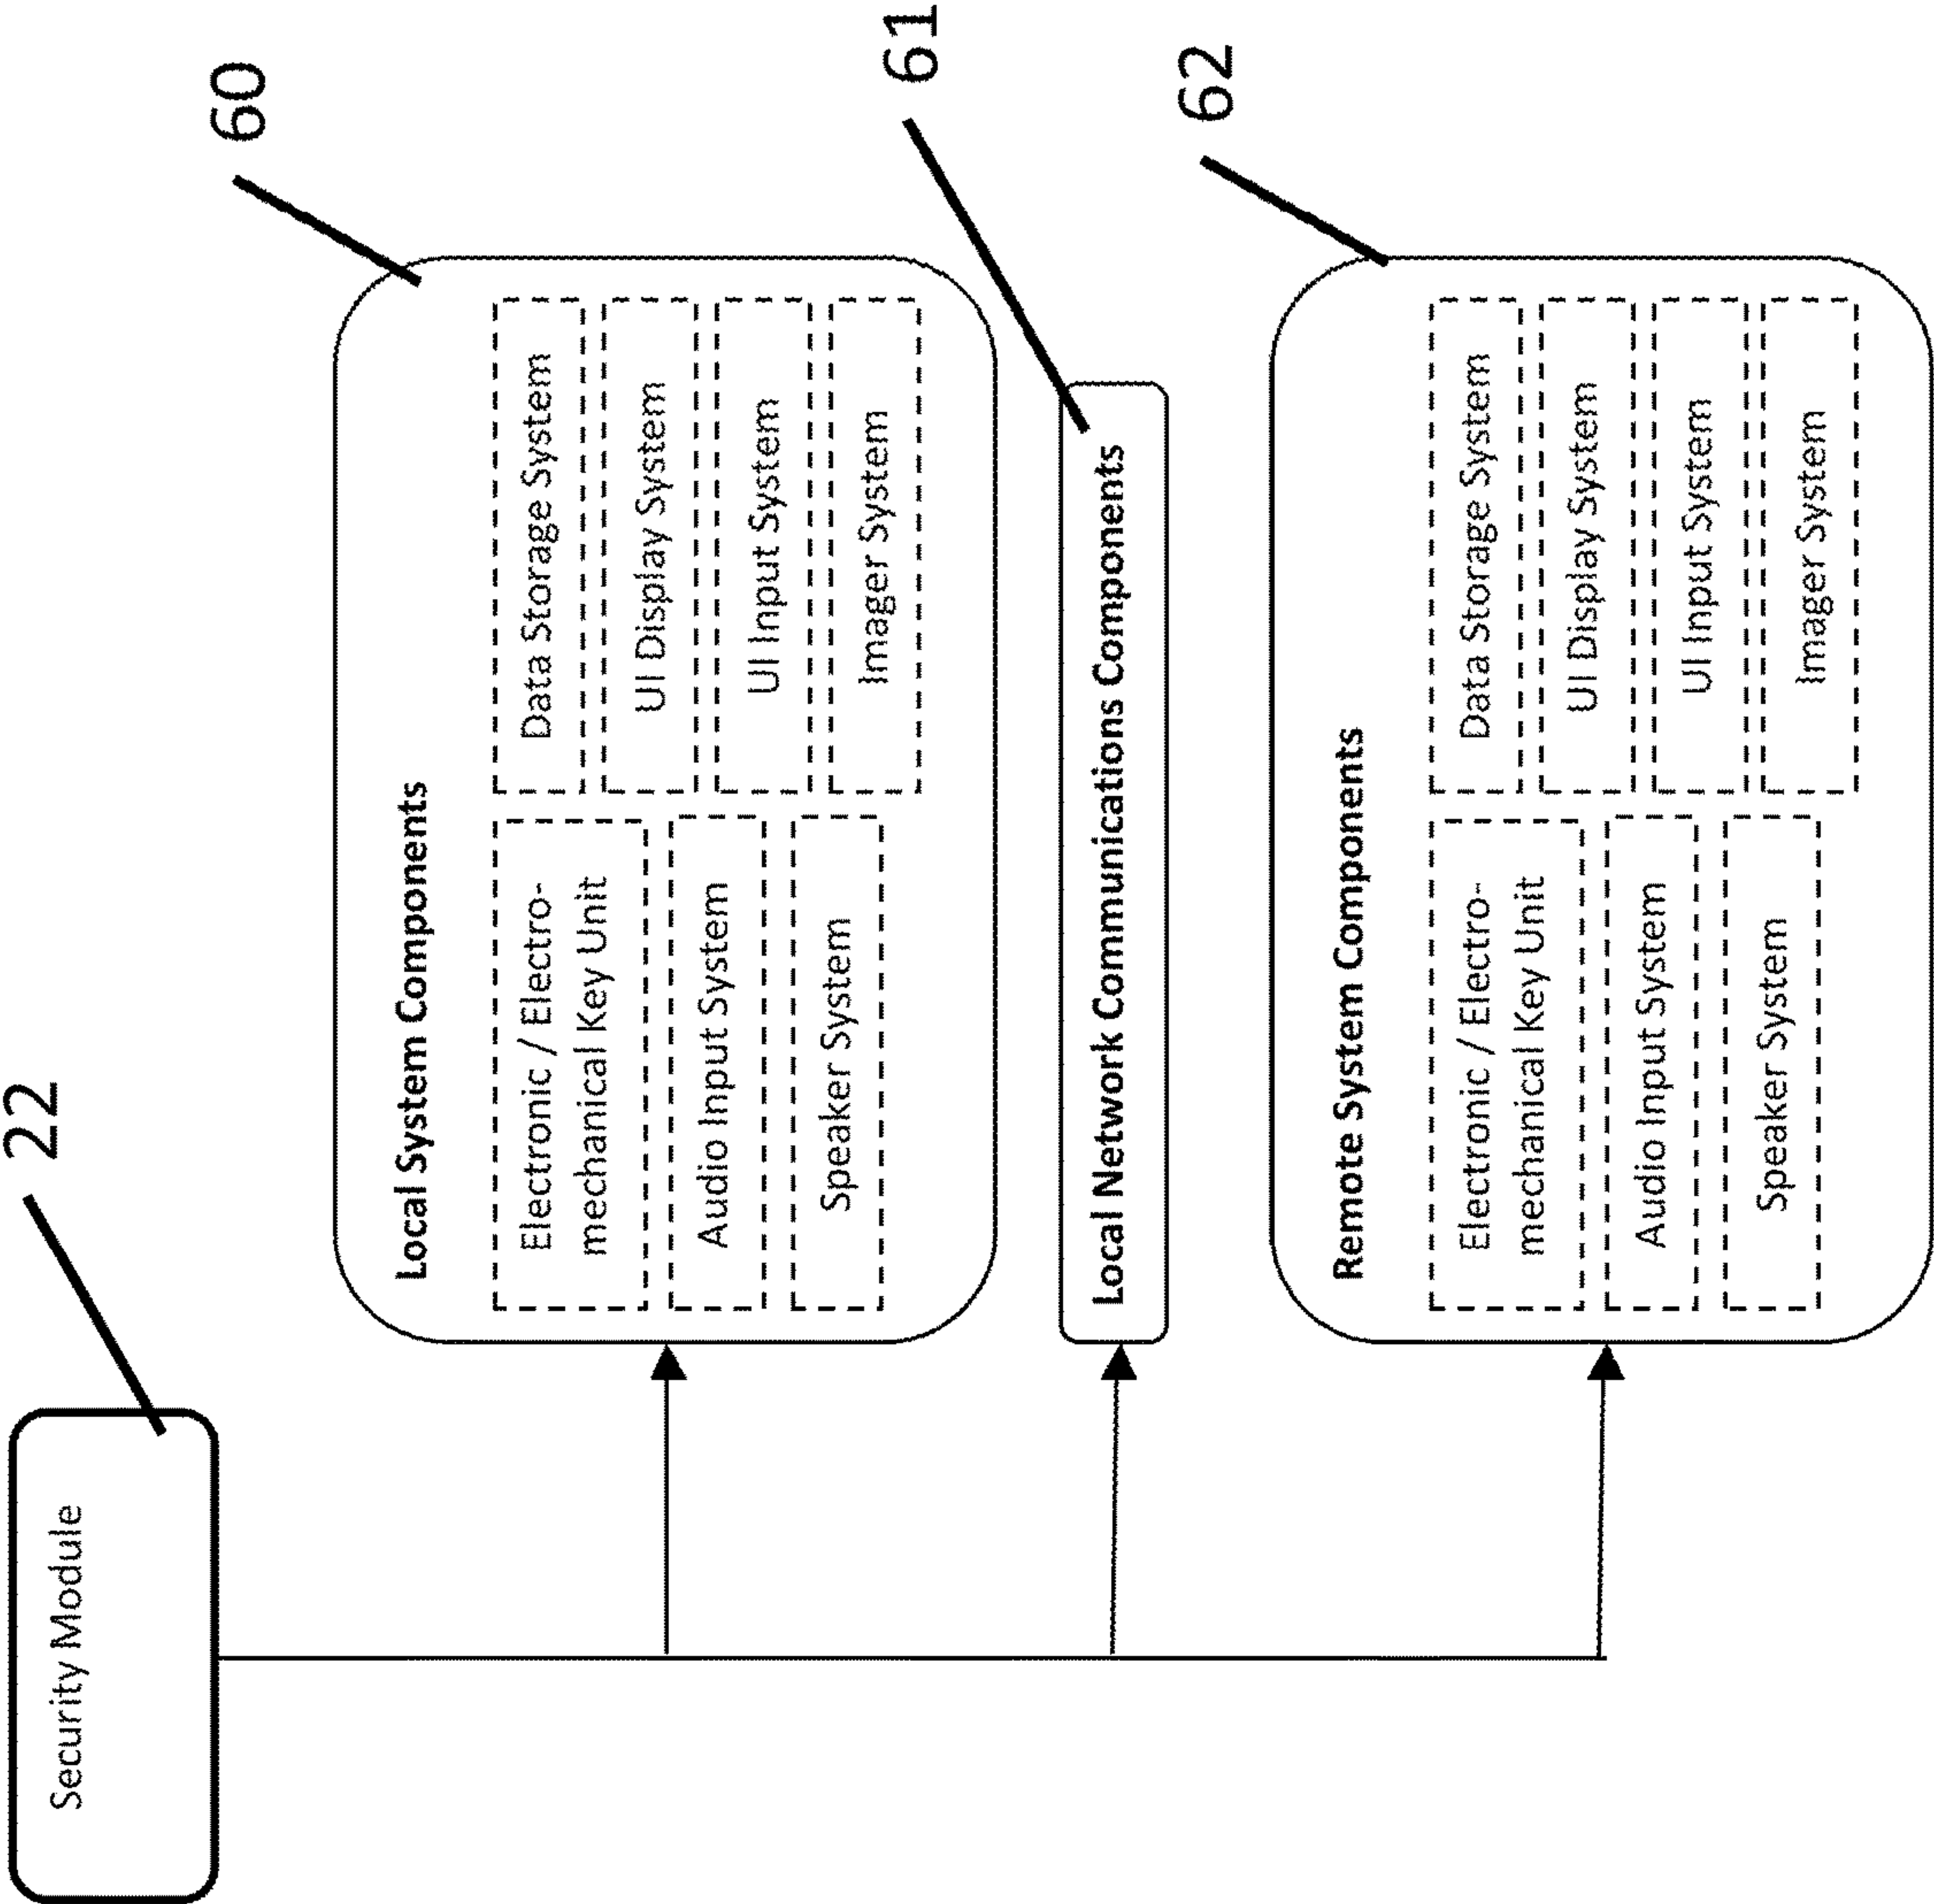 22
Security Module
60
Local System Components
Electronic / Electro-
mechanical Key Unit
Audio Input System
Speaker System
Data Storage System
UI Display System
UI Input System
Imager System
61
Local Network Communications Components
62
Remote System Components
Electronic / Electro-
mechanical Key Unit
Audio Input System
Speaker System
Data Storage System
UI Display System
UI Input System
Imager System